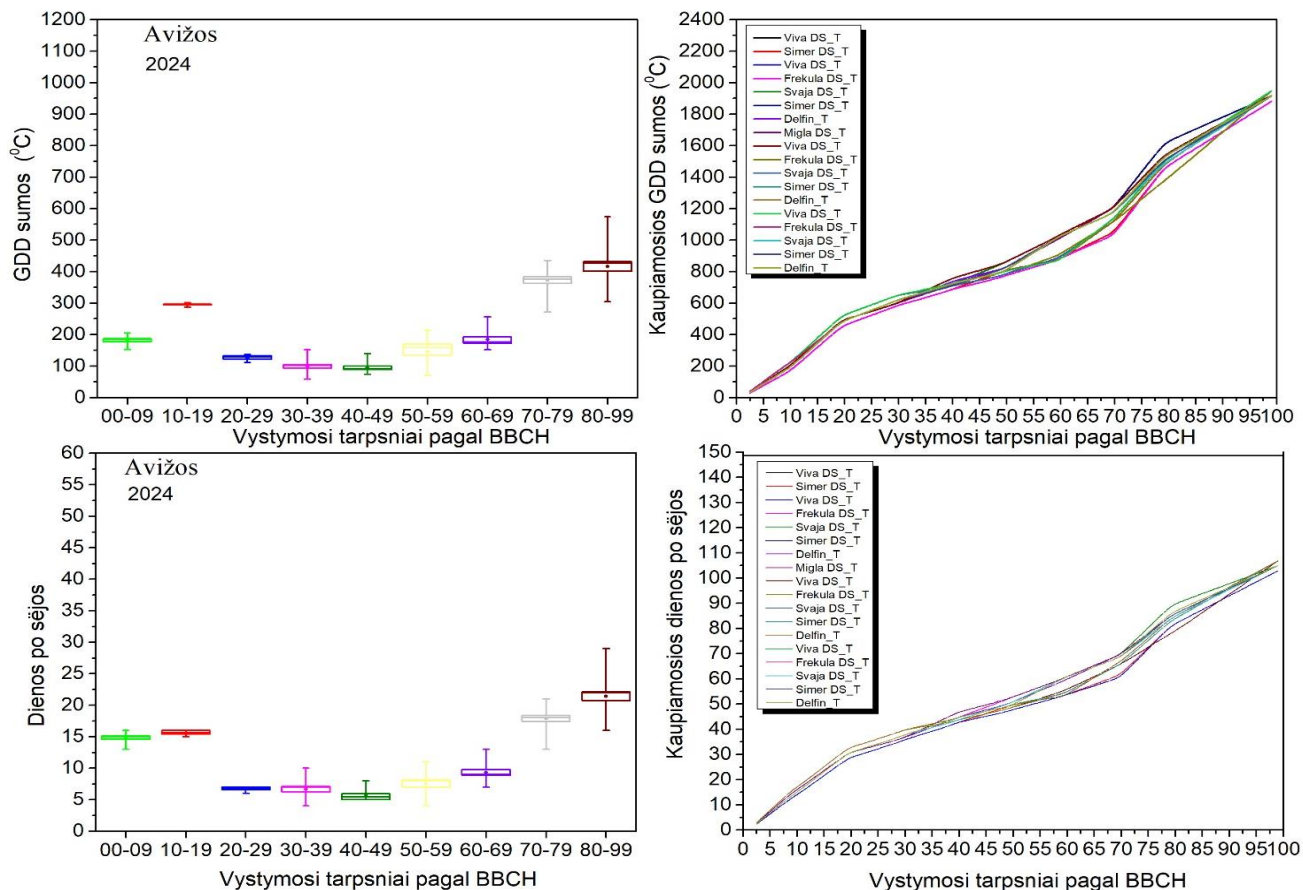 Avižos
2024
GDD sumos (⁰C)
1200
1100
1000
900
800
700
600
500
400
300
200
100
0
00-09 10-19 20-29 30-39 40-49 50-59 60-69 70-79 80-99
Vystymosi tarpsniai pagal BBCH
Kaupiamosios GDD sumos (⁰C)
2400
2200
2000
1800
1600
1400
1200
1000
800
600
400
200
0
Viva DS_T
Simer DS_T
Viva DS_T
Frekula DS_T
Svaja DS_T
Simer DS_T
Delfin_T
Migla DS_T
Viva DS_T
Frekula DS_T
Svaja DS_T
Simer DS_T
Delfin_T
Viva DS_T
Frekula DS_T
Svaja DS_T
Simer DS_T
Delfin_T
0 5 10 15 20 25 30 35 40 45 50 55 60 65 70 75 80 85 90 95 100
Vystymosi tarpsniai pagal BBCH
Avižos
2024
Dienos po sëjos
60
55
50
45
40
35
30
25
20
15
10
5
0
00-09 10-19 20-29 30-39 40-49 50-59 60-69 70-79 80-99
Vystymosi tarpsniai pagal BBCH
Kaupiamosios dienos po sëjos
150
140
130
120
110
100
90
80
70
60
50
40
30
20
10
0
Viva DS_T
Simer DS_T
Viva DS_T
Frekula DS_T
Svaja DS_T
Simer DS_T
Delfin_T
Migla DS_T
Viva DS_T
Frekula DS_T
Svaja DS_T
Simer DS_T
Delfin_T
Viva DS_T
Frekula DS_T
Svaja DS_T
Simer DS_T
Delfin_T
0 5 10 15 20 25 30 35 40 45 50 55 60 65 70 75 80 85 90 95 100
Vystymosi tarpsniai pagal BBCH